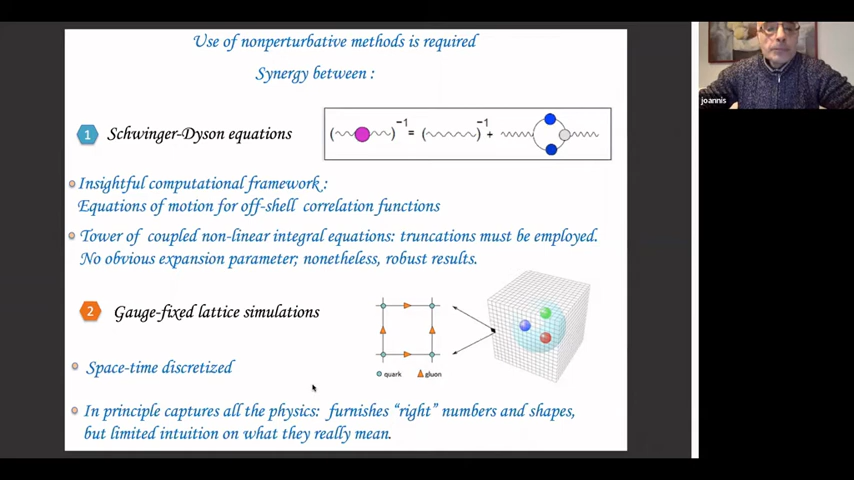 Use of nonperturbative methods is required
Synergy between :
joannis
1 Schwinger-Dyson equations
( )−1 = ( )−1 +
Insightful computational framework :
Equations of motion for off-shell correlation functions
Tower of coupled non-linear integral equations: truncations must be employed.
No obvious expansion parameter; nonetheless, robust results.
2 Gauge-fixed lattice simulations
quark gluon
Space-time discretized
In principle captures all the physics: furnishes “right” numbers and shapes,
but limited intuition on what they really mean.